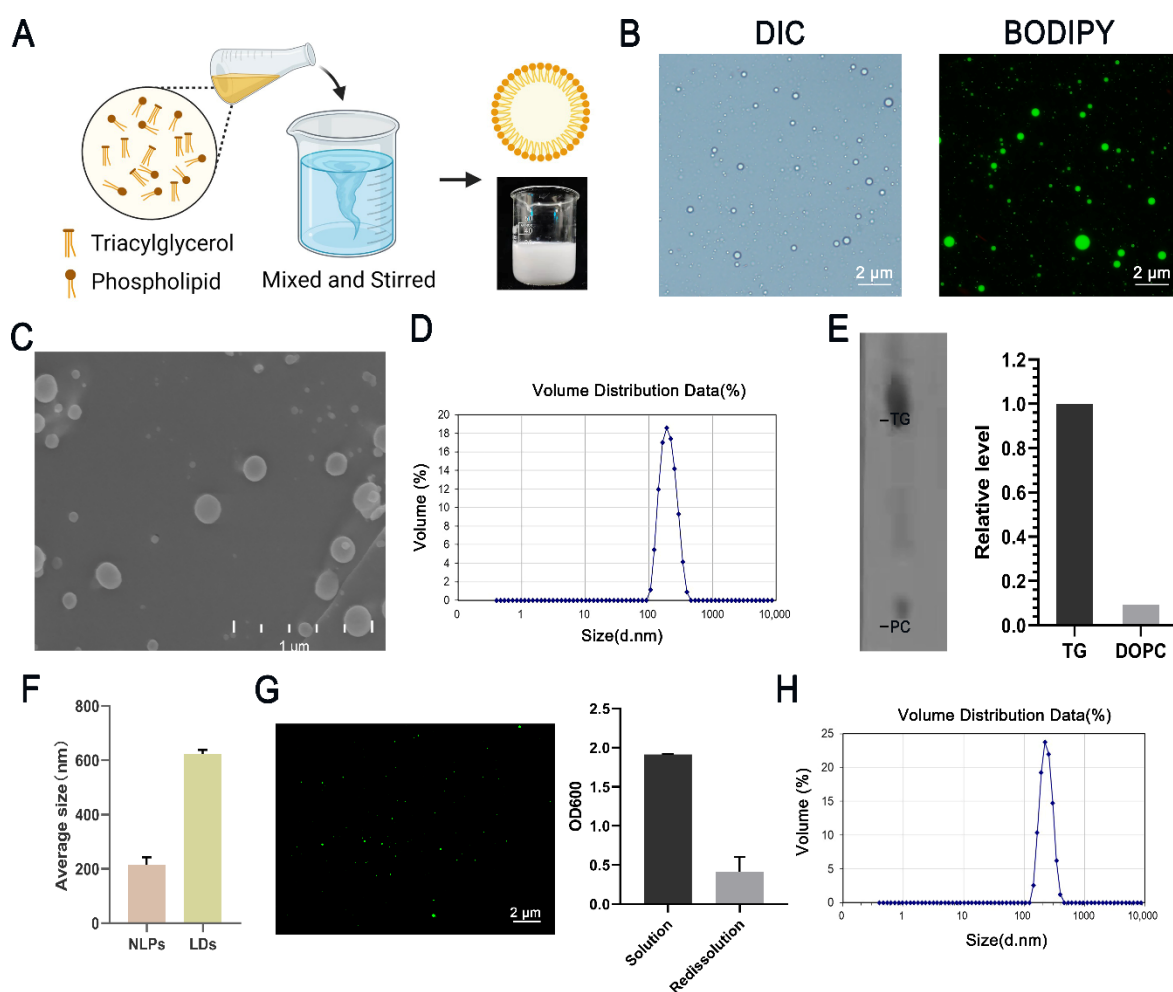 A
Triacylglycerol
Phospholipid
Mixed and Stirred
B
DIC
BODIPY
2 μm
2 μm
C
1 μm
D
Volume Distribution Data(%)
Volume (%)
20
18
16
14
12
10
8
6
4
2
0
0 1 10 100 1000 10,000
Size(d.nm)
E
–TG
–PC
Relative level
1.2
1.0
0.8
0.6
0.4
0.2
0.0
TG DOPC
F
Average size(nm)
800
600
400
200
0
NLPs LDs
G
2 μm
OD600
2.5
2.0
1.5
1.0
0.5
0.0
Solution
Redissolution
H
Volume Distribution Data(%)
Volume (%)
25
20
15
10
5
0
0 1 10 100 1000 10,000
Size(d.nm)